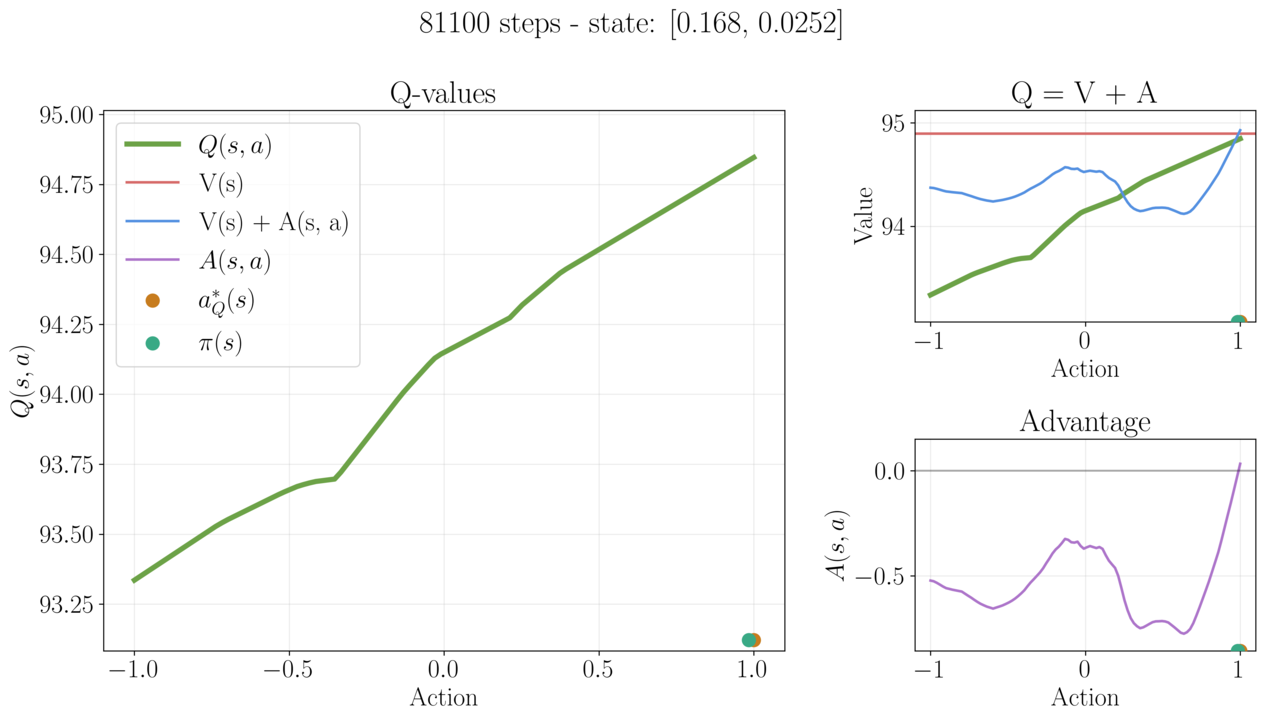 81100 steps - state: [0.168, 0.0252]
Q-values
95.00
94.75
94.50
94.25
94.00
93.75
93.50
93.25
Q(s, a)
−1.0
−0.5
0.0
0.5
1.0
Action
Q(s, a)
V(s)
V(s) + A(s, a)
A(s, a)
a*Q(s)
π(s)
Q = V + A
95
94
Value
−1
0
1
Action
Advantage
0.0
−0.5
A(s, a)
−1
0
1
Action